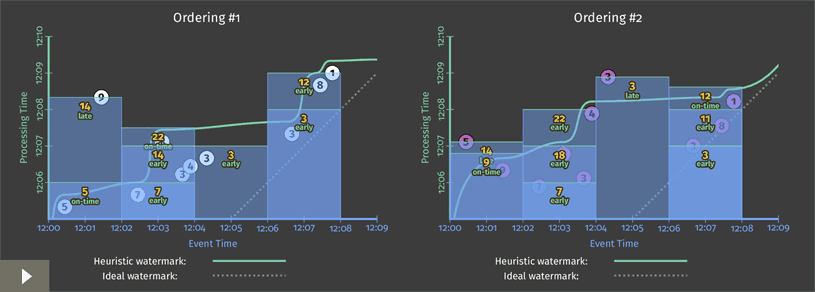 Ordering #1
12:10
12:09
12:08
12:07
12:06
Processing Time
9
14
late
5
on-time
5
22
on-time
14
early
7
7
early
3
4
3
3
early
12
early
1
8
3
early
3
12:00 12:01 12:02 12:03 12:04 12:05 12:06 12:07 12:08 12:09
Event Time
Heuristic watermark:
Ideal watermark:
Ordering #2
12:10
12:09
12:08
12:07
12:06
Processing Time
5
14
9
on-time
22
early
18
early
7
early
3
3
4
3
late
12
on-time
1
11
early
8
3
early
12:00 12:01 12:02 12:03 12:04 12:05 12:06 12:07 12:08 12:09
Event Time
Heuristic watermark:
Ideal watermark: